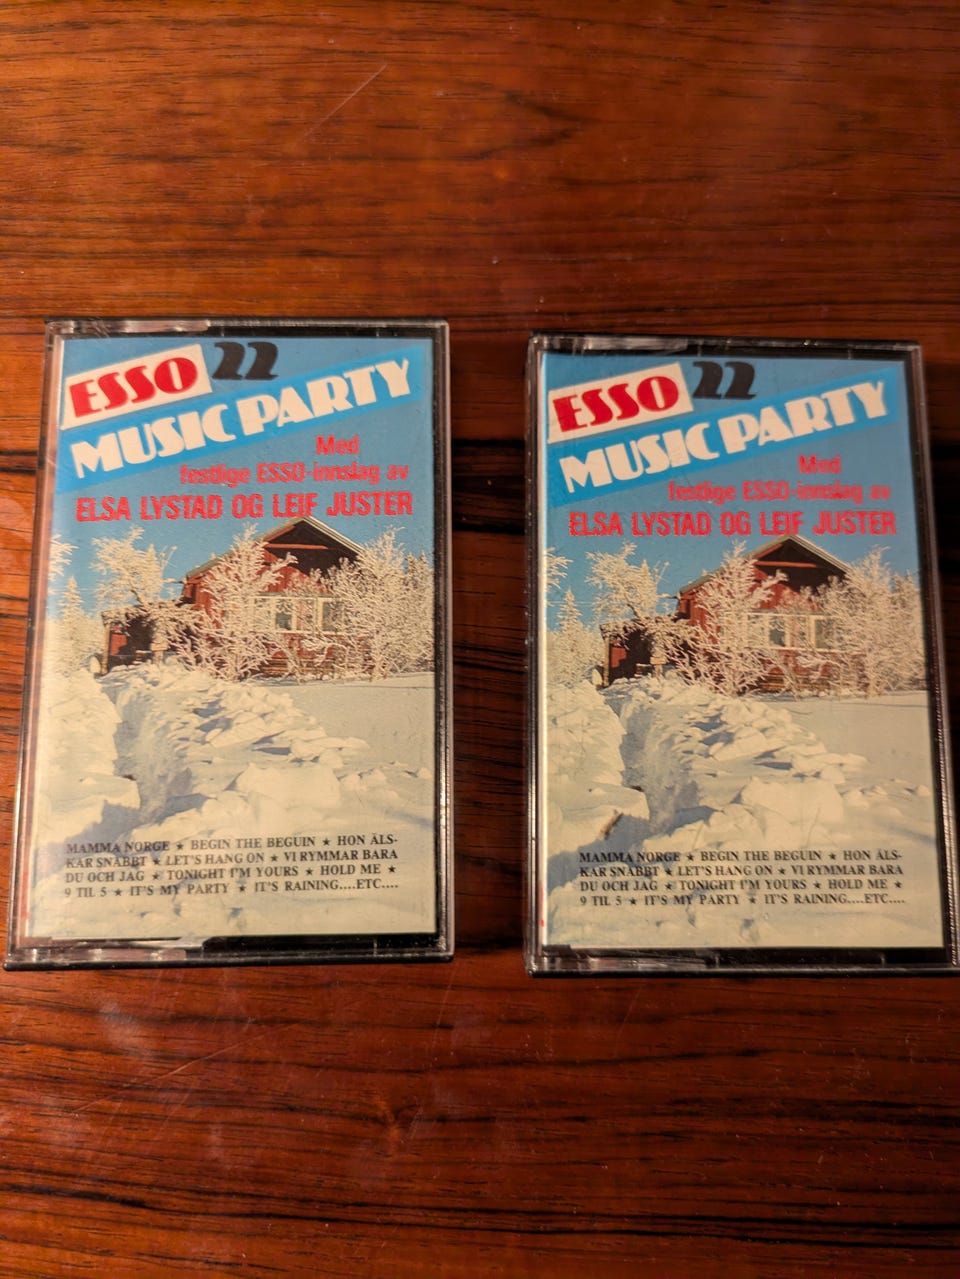 ESSO 22
MUSIC PARTY
Med
festlige ESSO-innslag av
ELSA LYSTAD OG LEIF JUSTER
MAMMA NORGE ★ BEGIN THE BEGUIN ★ HON ÄLS-
KAR SNABBT ★ LET'S HANG ON ★ VI RYMMAR BARA
DU OCH JAG ★ TONIGHT I'M YOURS ★ HOLD ME ★
9 TIL 5 ★ IT'S MY PARTY ★ IT'S RAINING....ETC....
ESSO 22
MUSIC PARTY
Med
festlige ESSO-innslag av
ELSA LYSTAD OG LEIF JUSTER
MAMMA NORGE ★ BEGIN THE BEGUIN ★ HON ÄLS-
KAR SNABBT ★ LET'S HANG ON ★ VI RYMMAR BARA
DU OCH JAG ★ TONIGHT I'M YOURS ★ HOLD ME ★
9 TIL 5 ★ IT'S MY PARTY ★ IT'S RAINING....ETC....